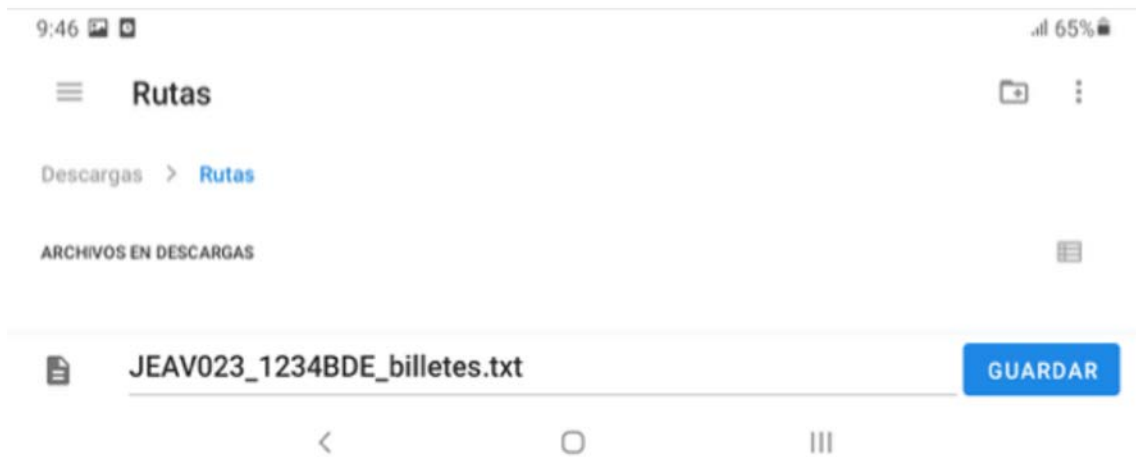 9:46 65%
Rutas
Descargas > Rutas
ARCHIVOS EN DESCARGAS
JEAV023_1234BDE_billetes.txt GUARDAR